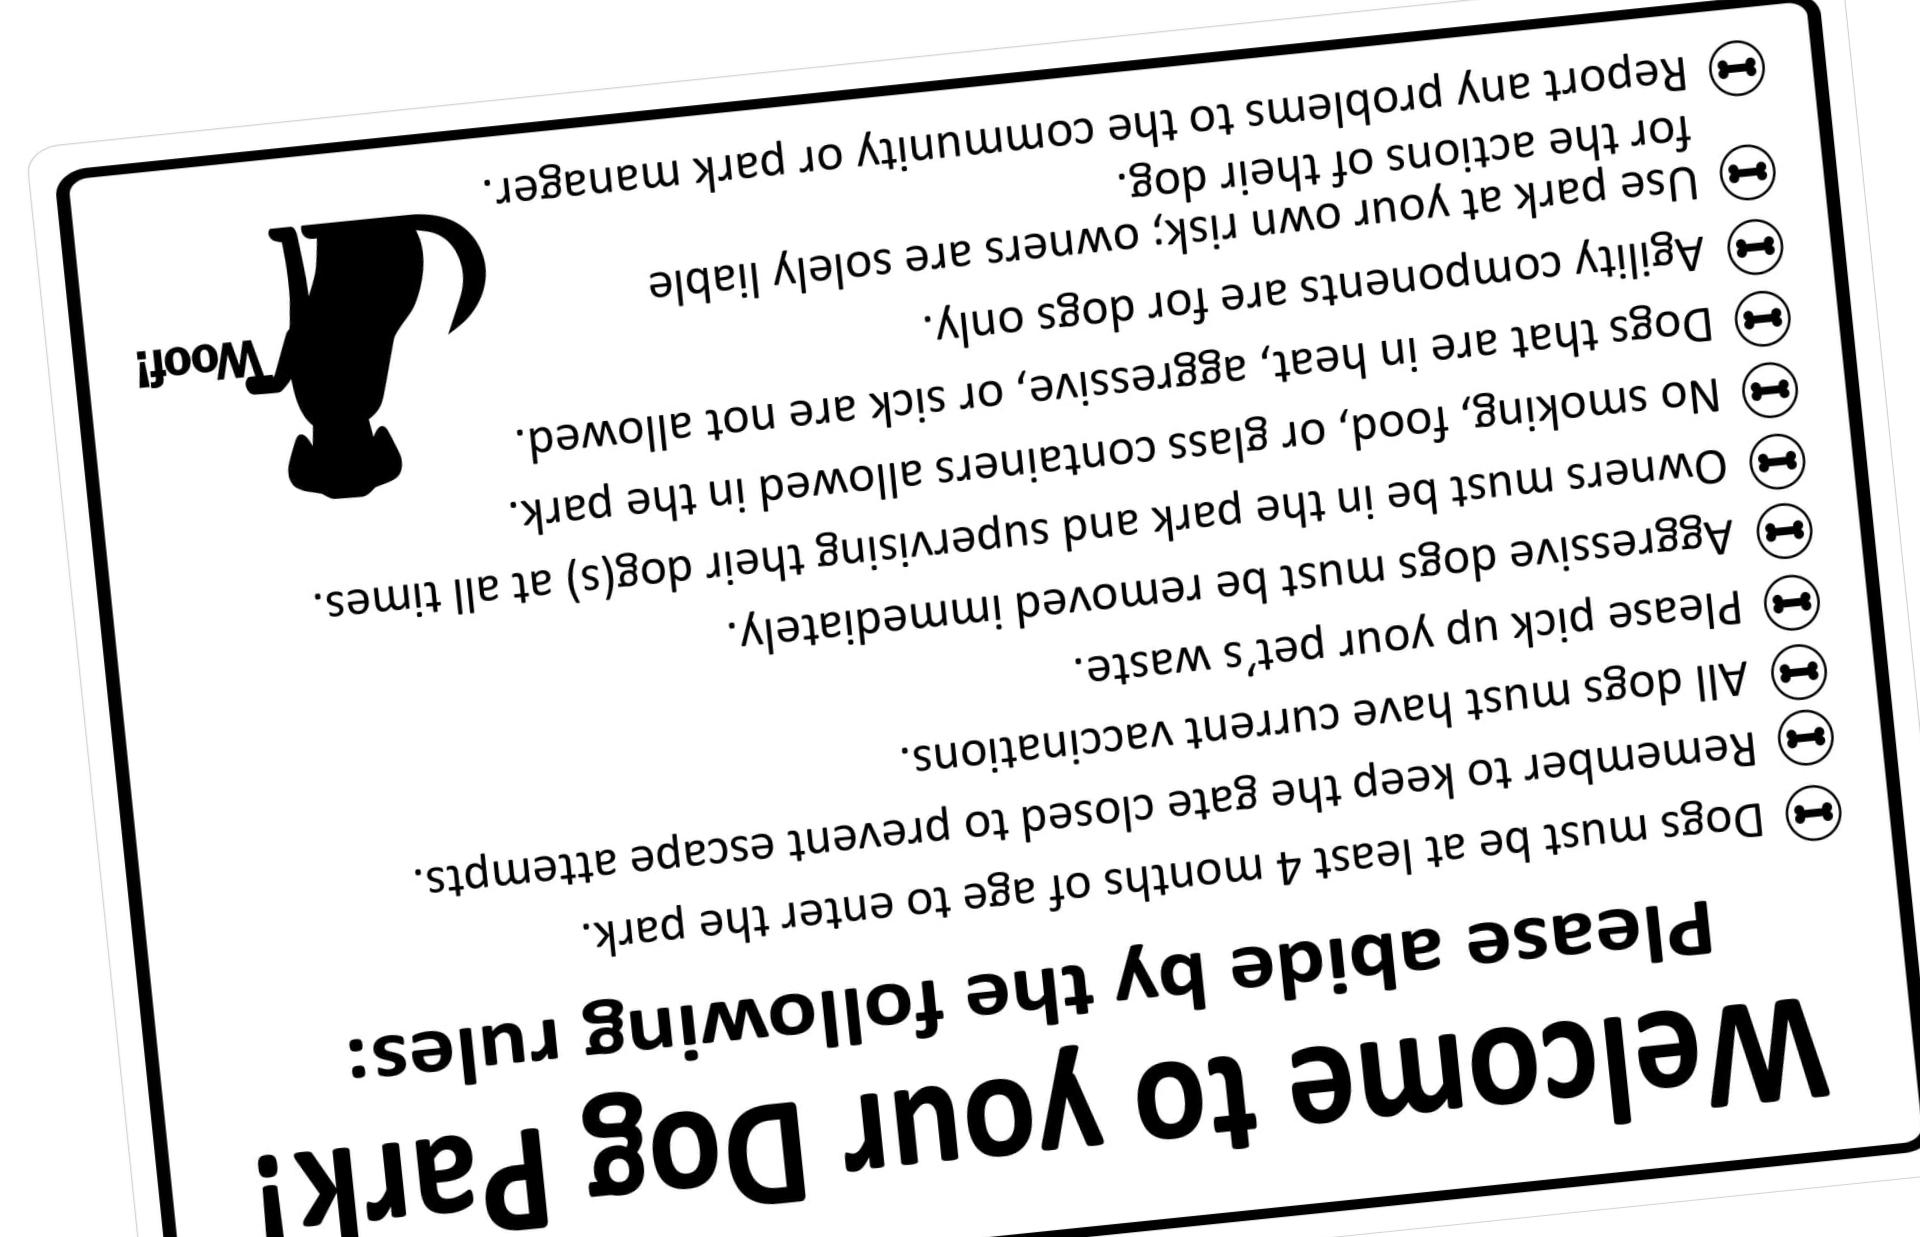 Welcome to your Dog Park!
Please abide by the following rules:
Dogs must be at least 4 months of age to enter the park.
Remember to keep the gate closed to prevent escape attempts.
All dogs must have current vaccinations.
Please pick up your pet's waste.
Aggressive dogs must be removed immediately.
Owners must be in the park and supervising their dog(s) at all times.
No smoking, food, or glass containers allowed in the park.
Dogs that are in heat, aggressive, or sick are not allowed.
Agility components are for dogs only.
Use park at your own risk; owners are solely liable
for the actions of their dog.
Report any problems to the community or park manager.
Woof!